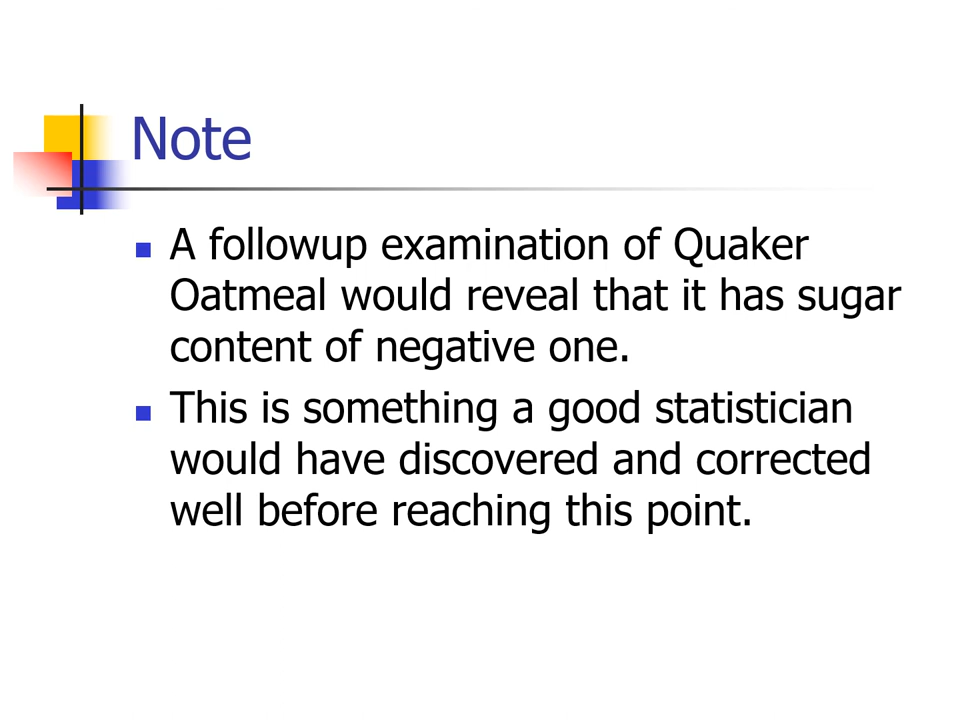 Note
A followup examination of Quaker
Oatmeal would reveal that it has sugar
content of negative one.
This is something a good statistician
would have discovered and corrected
well before reaching this point.